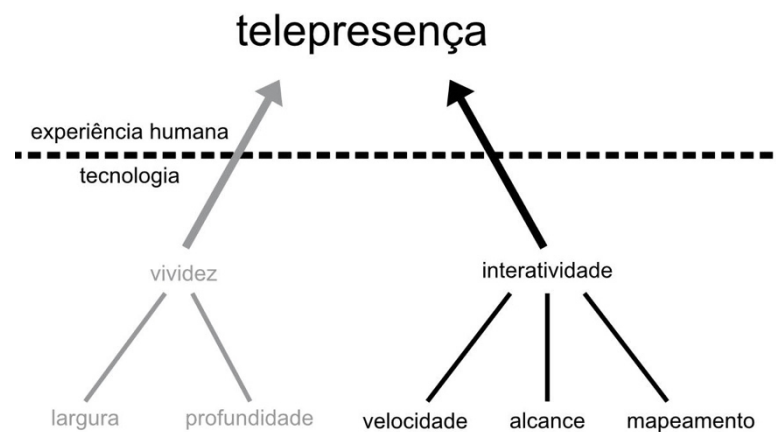 telepresença
experiência humana
tecnologia
vividez
interatividade
largura
profundidade
velocidade
alcance
mapeamento